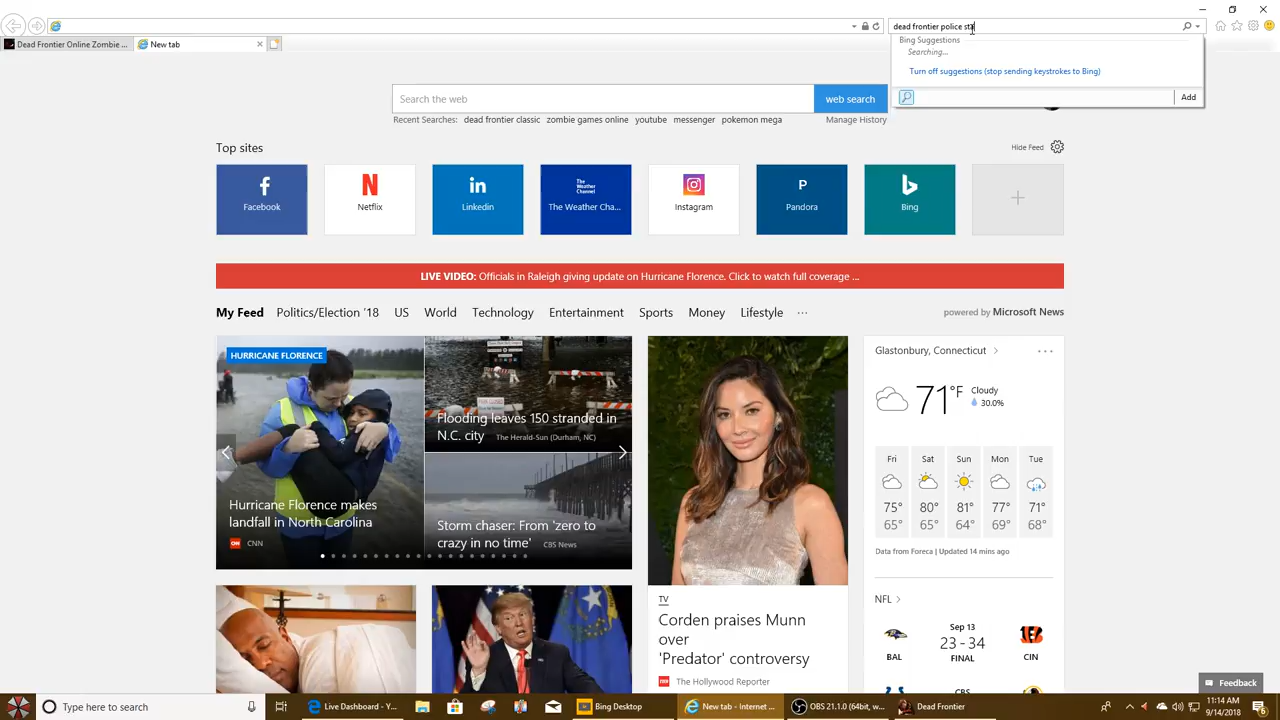 dead frontier police sta
Dead Frontier Online Zombie ...
New tab
Bing Suggestions
Searching...
Turn off suggestions (stop sending keystrokes to Bing)
Add
Search the web
web search
Recent Searches: dead frontier classic zombie games online youtube messenger pokemon mega
Manage History
Top sites
Hide Feed
Facebook
Netflix
Linkedin
The Weather Channel
The Weather Cha...
Instagram
P
Pandora
Bing
LIVE VIDEO: Officials in Raleigh giving update on Hurricane Florence. Click to watch full coverage ...
My Feed Politics/Election '18 US World Technology Entertainment Sports Money Lifestyle ...
powered by Microsoft News
HURRICANE FLORENCE
Hurricane Florence makes
landfall in North Carolina
CNN
Flooding leaves 150 stranded in
N.C. city The Herald-Sun (Durham, NC)
Storm chaser: From 'zero to
crazy in no time' CBS News
TV
Corden praises Munn
over
'Predator' controversy
The Hollywood Reporter
Glastonbury, Connecticut
71°F
Cloudy
30.0%
Fri Sat Sun Mon Tue
75° 80° 81° 77° 71°
65° 65° 64° 69° 68°
Data from Foreca | Updated 14 mins ago
NFL
Sep 13
23 - 34
FINAL
BAL
CIN
CBS
Feedback
Type here to search
Live Dashboard - Y...
Bing Desktop
New tab - Internet ...
OBS 21.1.0 (64bit, w...
Dead Frontier
11:14 AM
9/14/2018